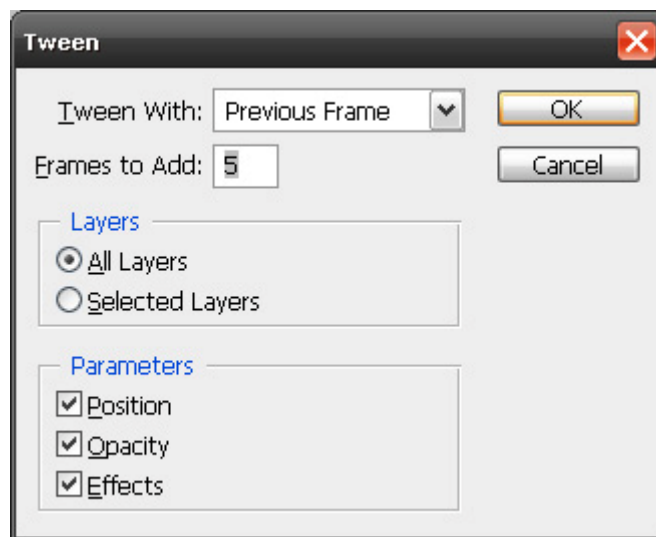 Tween
Tween With: Previous Frame OK
Frames to Add: 5 Cancel
Layers
All Layers
Selected Layers
Parameters
Position
Opacity
Effects